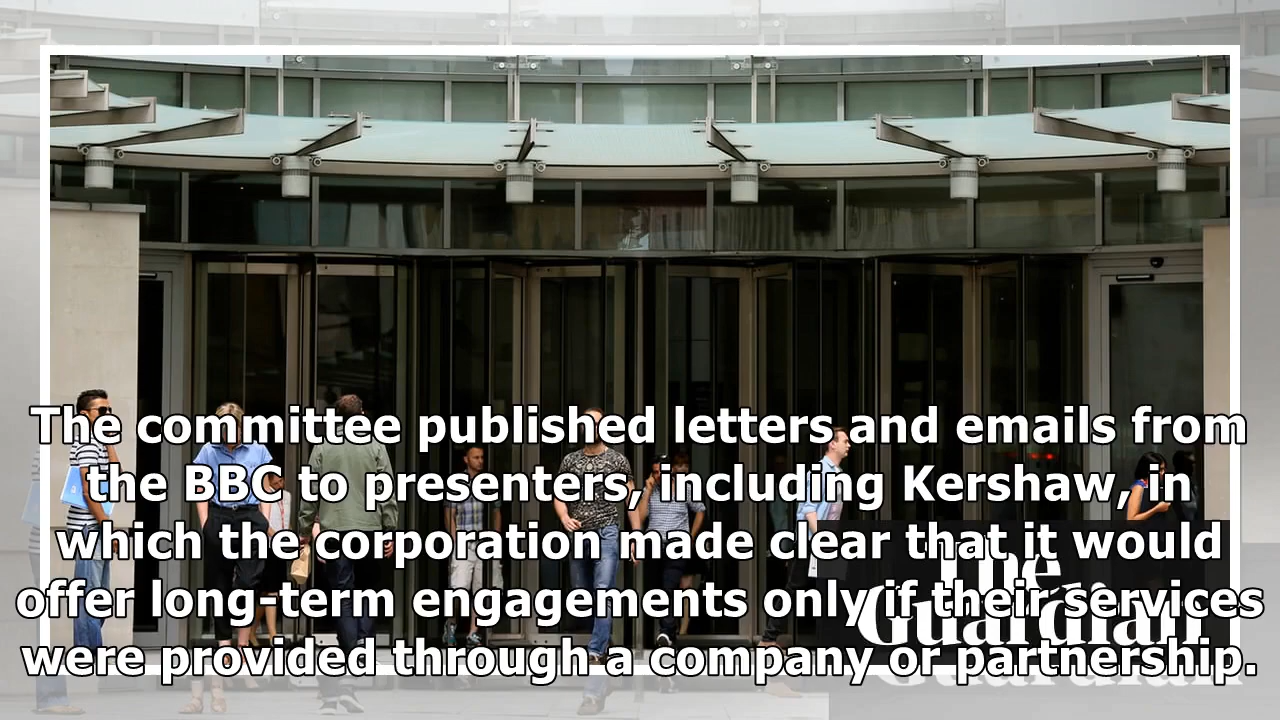 The committee published letters and emails from
the BBC to presenters, including Kershaw, in
which the corporation made clear that it would
offer long-term engagements only if their services
were provided through a company or partnership.
The
Guardian